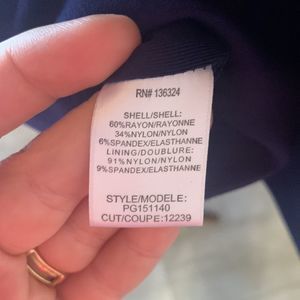 RN# 136324
SHELL/SHELL:
60%RAYON/RAYONNE
34%NYLON/NYLON
6%SPANDEX/ELASTHANNE
LINING/DOUBLURE:
91%NYLON/NYLON
9%SPANDEX/ELASTHANNE
STYLE/MODELE:
PG151140
CUT/COUPE:12239